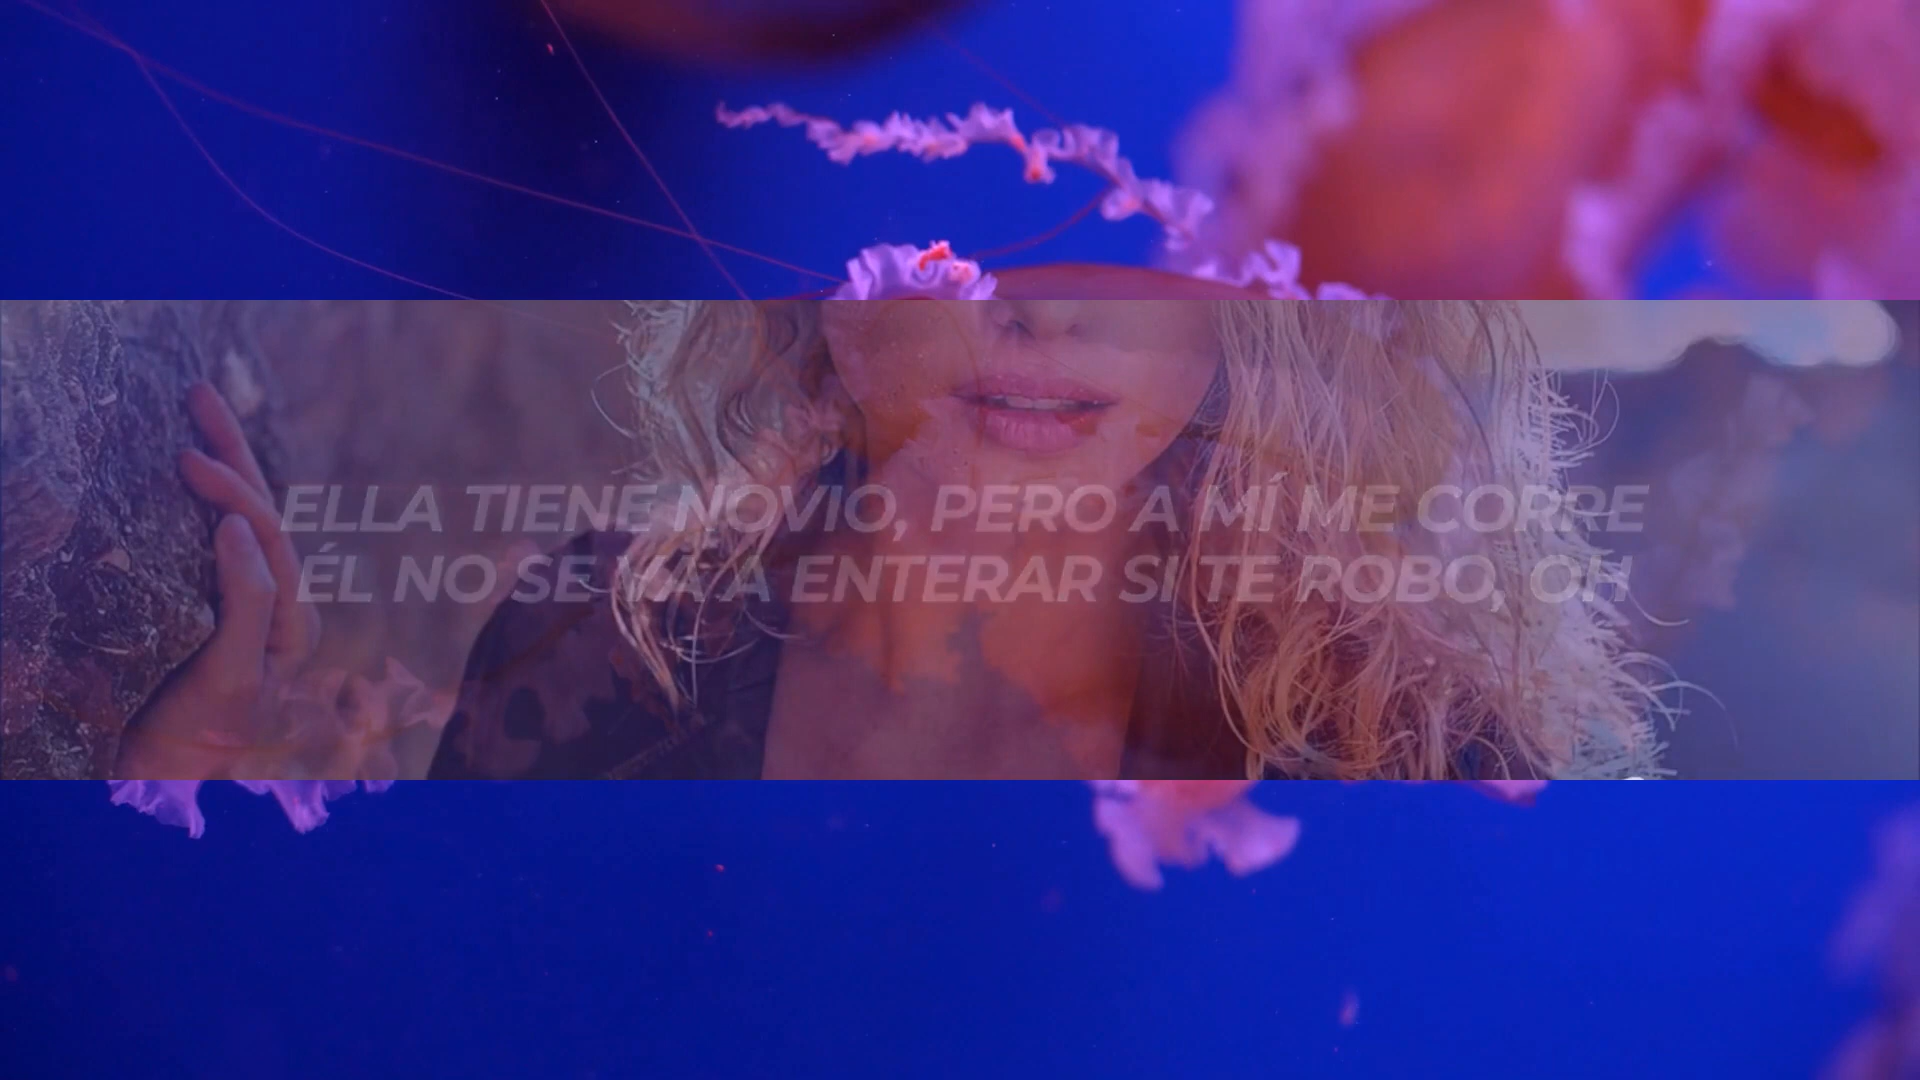 ELLA TIENE NOVIO, PERO A MÍ ME CORRE
ÉL NO SE VA A ENTERAR SI TE ROBO, OH